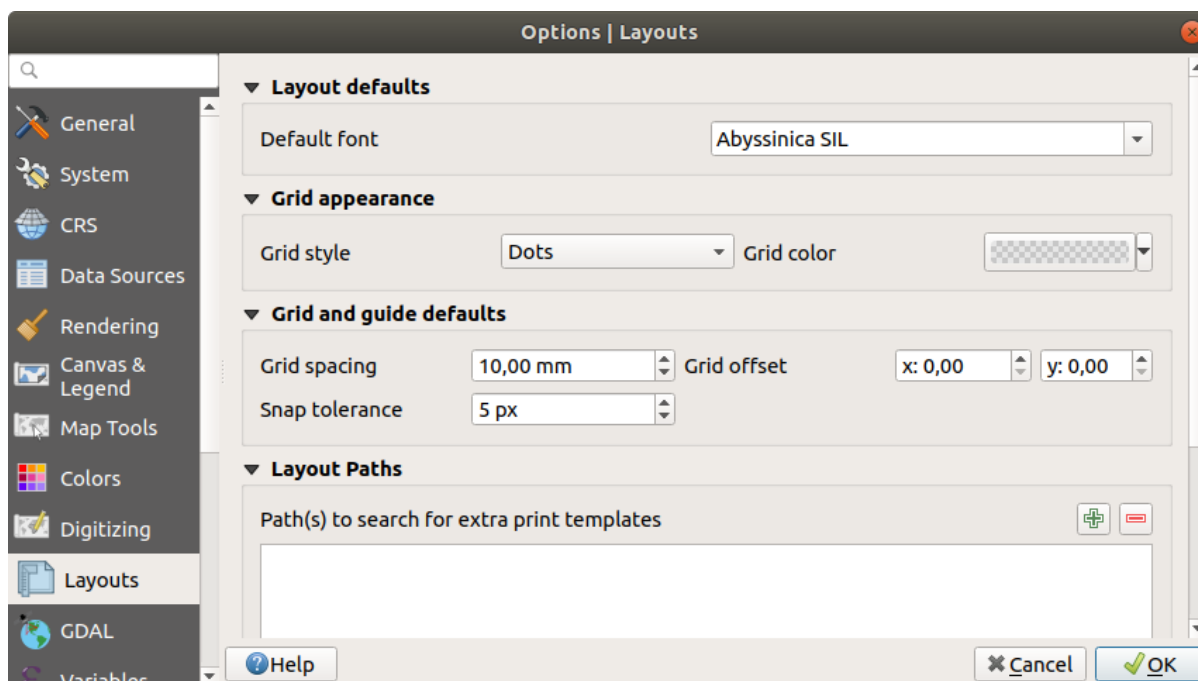 Options | Layouts
General
System
CRS
Data Sources
Rendering
Canvas &
Legend
Map Tools
Colors
Digitizing
Layouts
GDAL
Variables
Layout defaults
Default font
Abyssinica SIL
Grid appearance
Grid style
Dots
Grid color
Grid and guide defaults
Grid spacing
10,00 mm
Grid offset
x: 0,00
y: 0,00
Snap tolerance
5 px
Layout Paths
Path(s) to search for extra print templates
Help
Cancel
OK